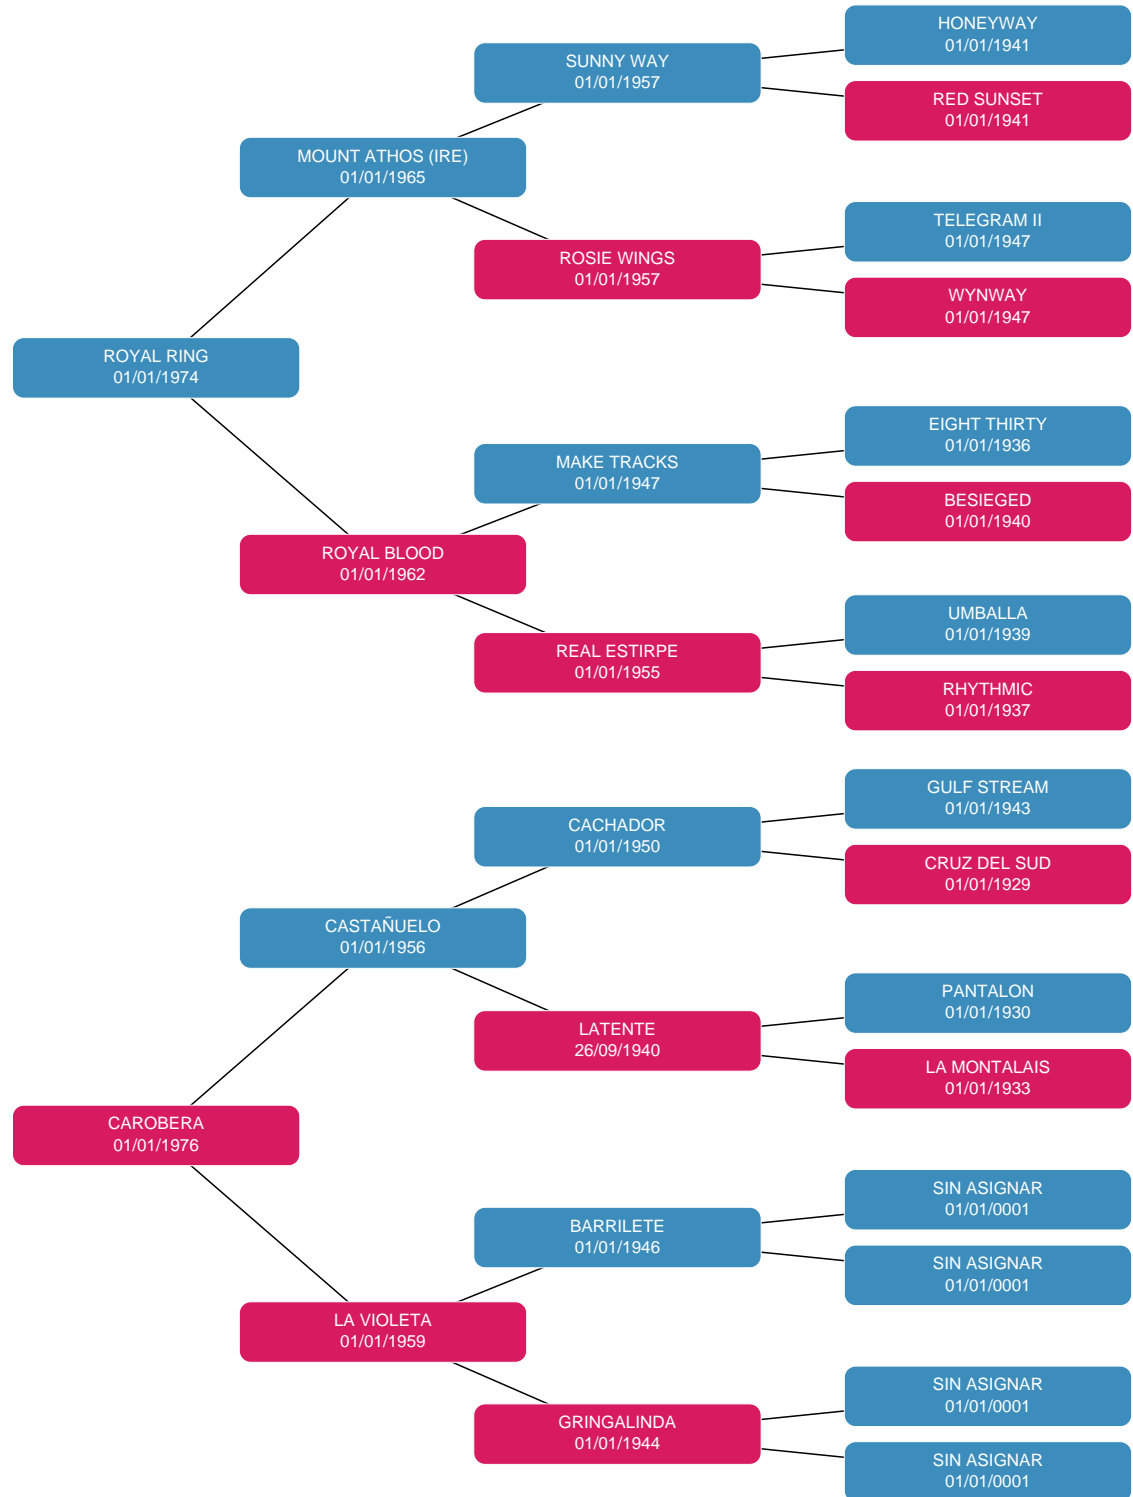 HONEYWAY
01/01/1941
SUNNY WAY
01/01/1957
RED SUNSET
01/01/1941
MOUNT ATHOS (IRE)
01/01/1965
TELEGRAM II
01/01/1947
ROSIE WINGS
01/01/1957
WYNWAY
01/01/1947
ROYAL RING
01/01/1974
EIGHT THIRTY
01/01/1936
MAKE TRACKS
01/01/1947
BESIEGED
01/01/1940
ROYAL BLOOD
01/01/1962
UMBALLA
01/01/1939
REAL ESTIRPE
01/01/1955
RHYTHMIC
01/01/1937
GULF STREAM
01/01/1943
CACHADOR
01/01/1950
CRUZ DEL SUD
01/01/1929
CASTAÑUELO
01/01/1956
PANTALON
01/01/1930
LATENTE
26/09/1940
LA MONTALAIS
01/01/1933
CAROBERA
01/01/1976
SIN ASIGNAR
01/01/0001
BARRILETE
01/01/1946
SIN ASIGNAR
01/01/0001
LA VIOLETA
01/01/1959
SIN ASIGNAR
01/01/0001
GRINGALINDA
01/01/1944
SIN ASIGNAR
01/01/0001